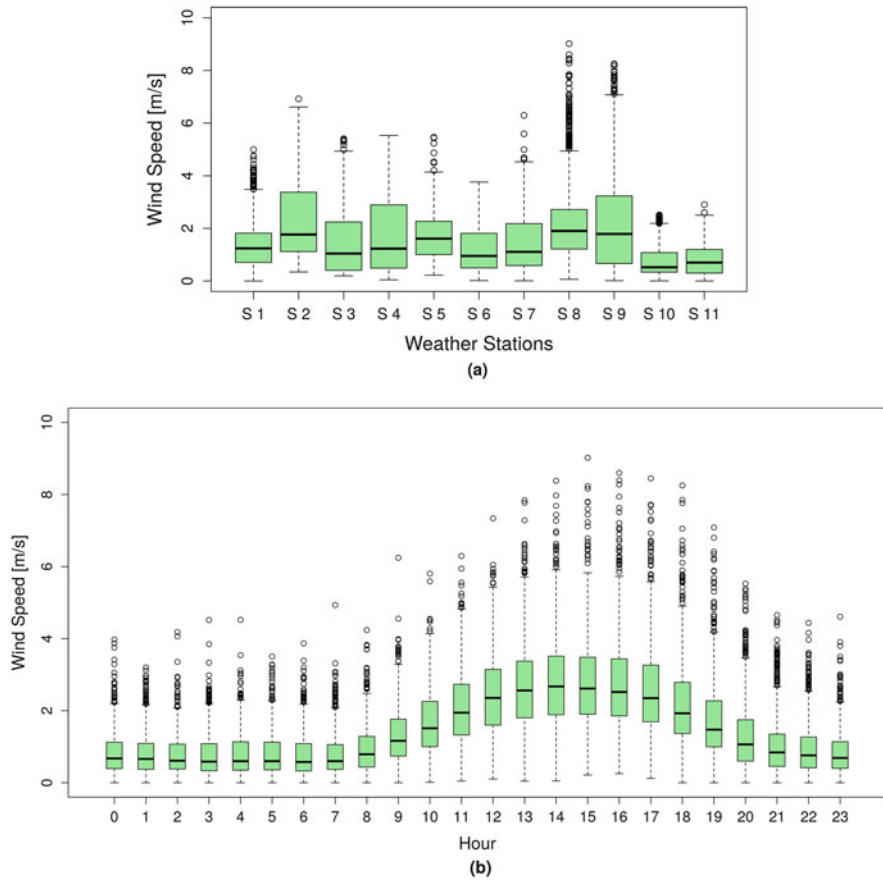 10
8
6
4
2
0
Wind Speed [m/s]
S 1 S 2 S 3 S 4 S 5 S 6 S 7 S 8 S 9 S 10 S 11
Weather Stations
(a)
10
8
6
4
2
0
Wind Speed [m/s]
0 1 2 3 4 5 6 7 8 9 10 11 12 13 14 15 16 17 18 19 20 21 22 23
Hour
(b)